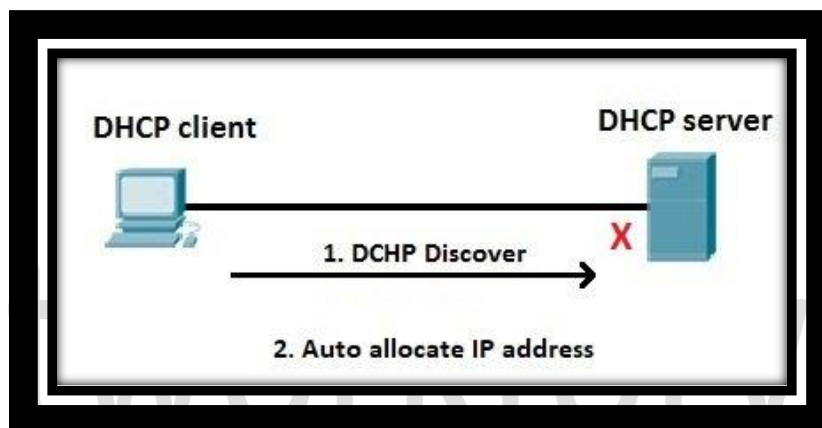 DHCP client
DHCP server
X
1. DCHP Discover
2. Auto allocate IP address